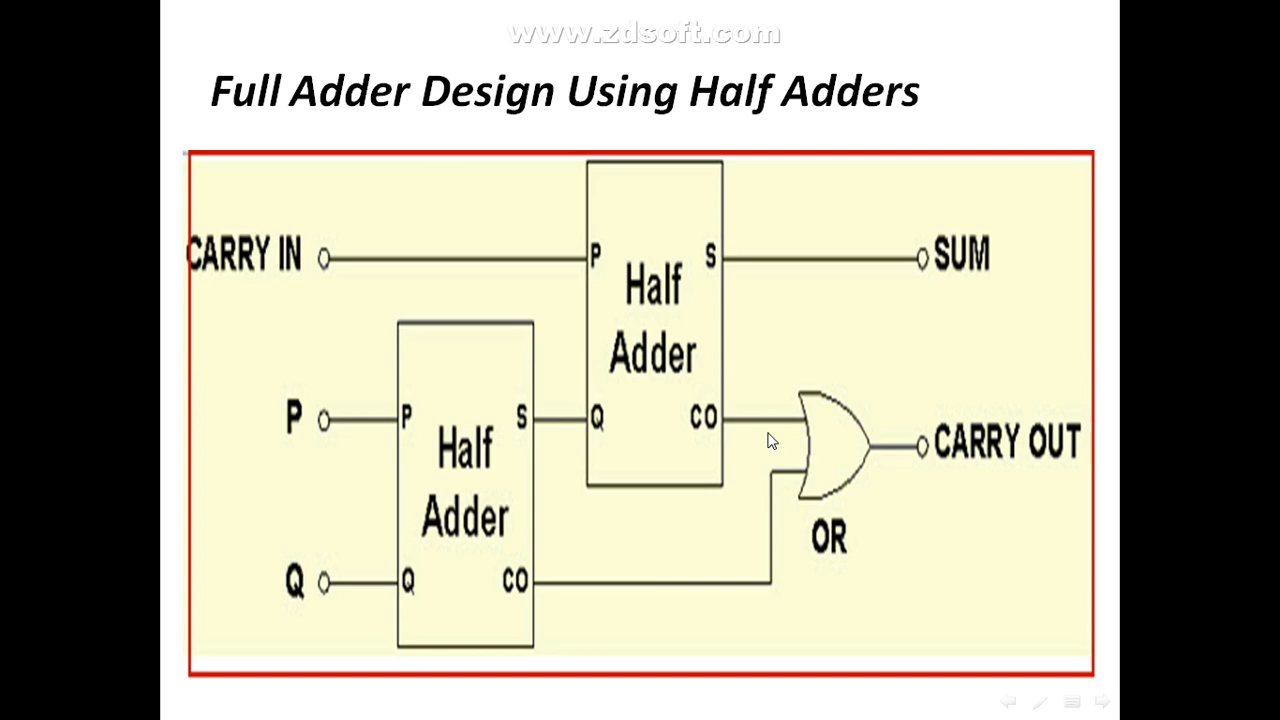 www.zdsoft.com
Full Adder Design Using Half Adders
CARRY IN
P
S
SUM
Half
Adder
P
P
S
Q
CO
CARRY OUT
Half
Adder
OR
Q
Q
CO